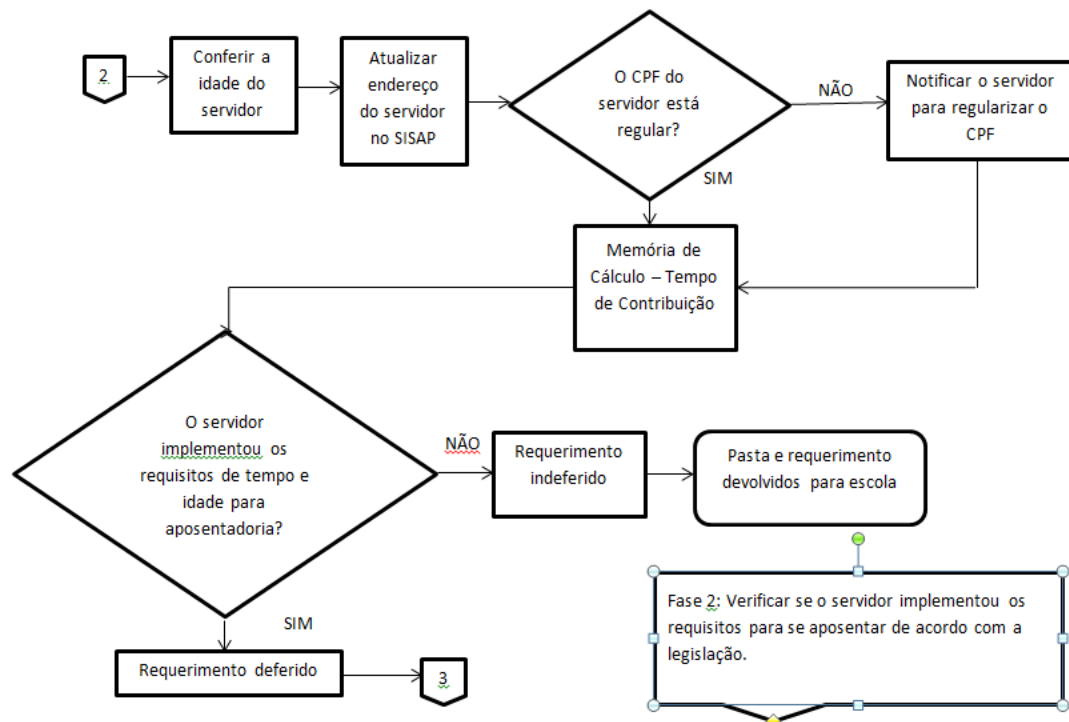 2
Conferir a
idade do
servidor
Atualizar
endereço
do servidor
no SISAP
O CPF do
servidor está
regular?
NÃO
Notificar o servidor
para regularizar o
CPF
SIM
Memória de
Cálculo – Tempo
de Contribuição
O servidor
implementou os
requisitos de tempo e
idade para
aposentadoria?
NÃO
Requerimento
indeferido
Pasta e requerimento
devolvidos para escola
SIM
Requerimento deferido
3
Fase 2: Verificar se o servidor implementou os
requisitos para se aposentar de acordo com a
legislação.